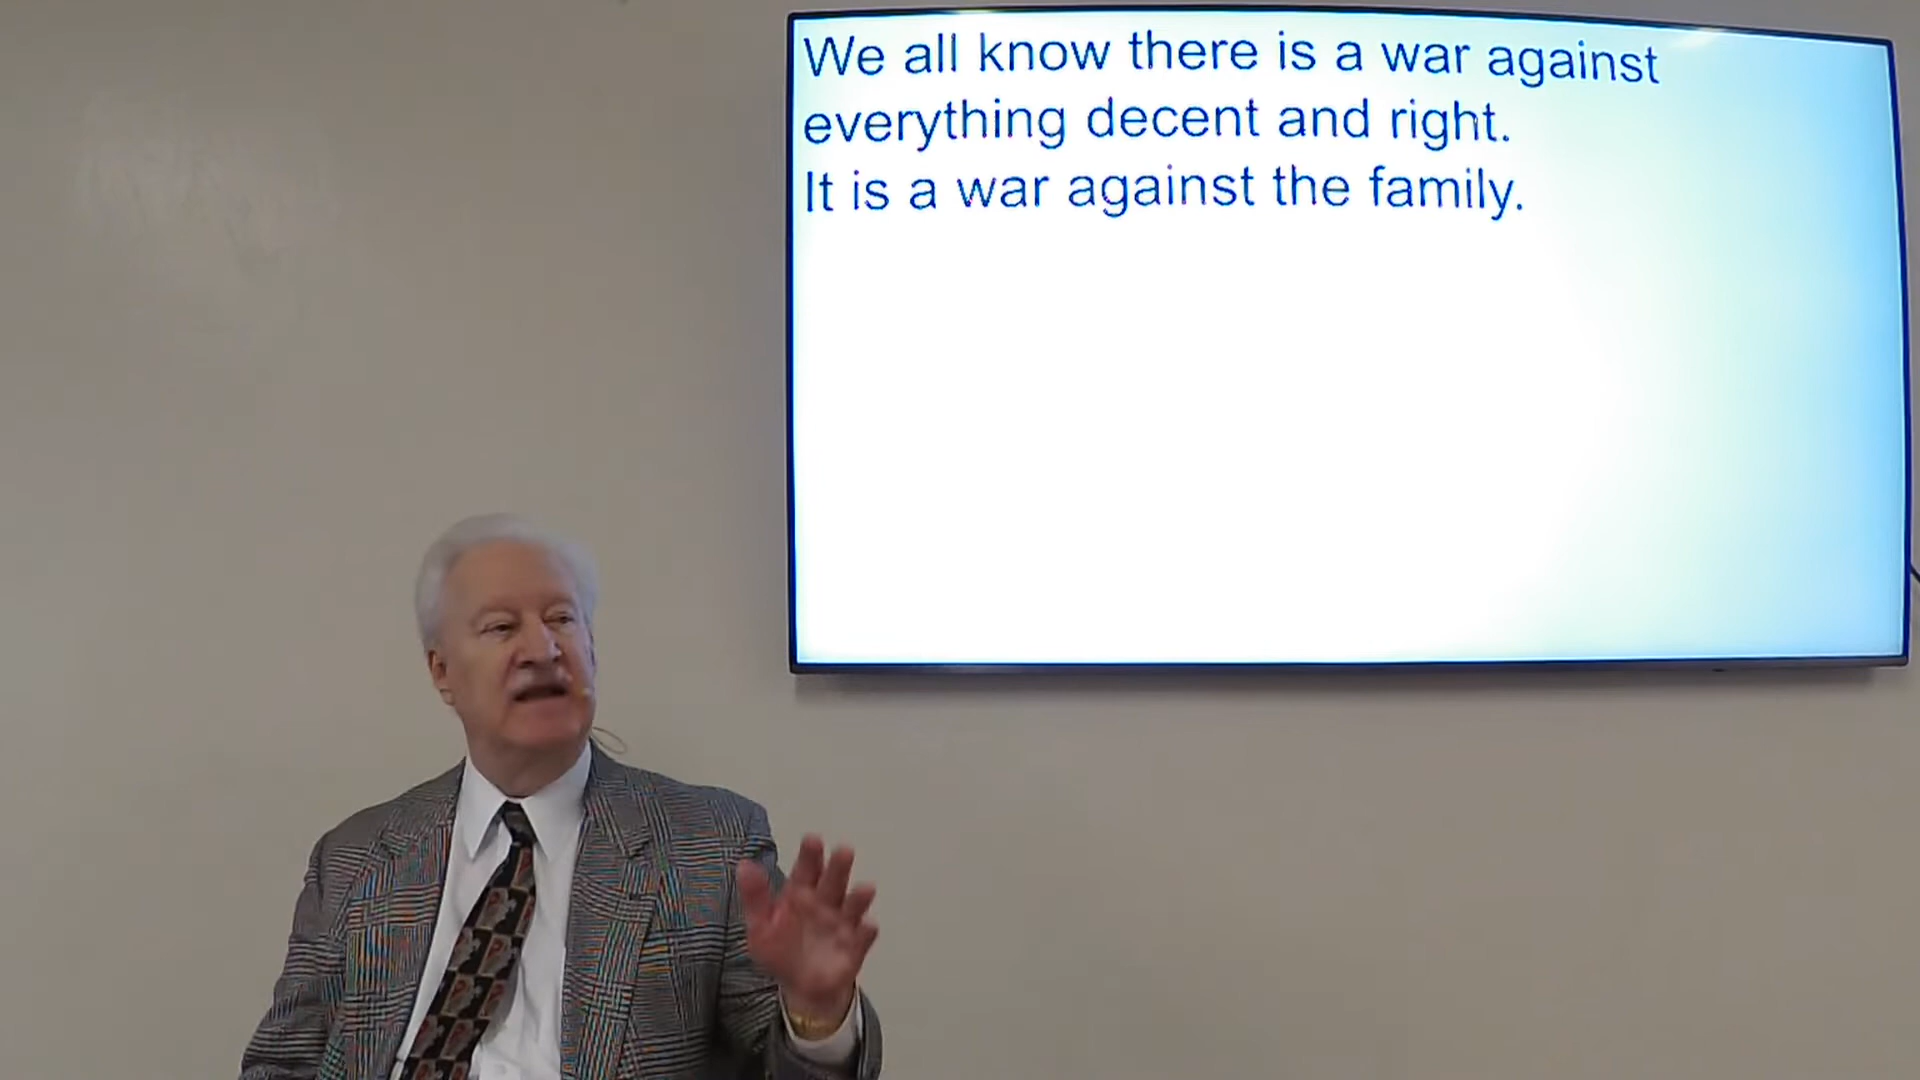 We all know there is a war against
everything decent and right.
It is a war against the family.